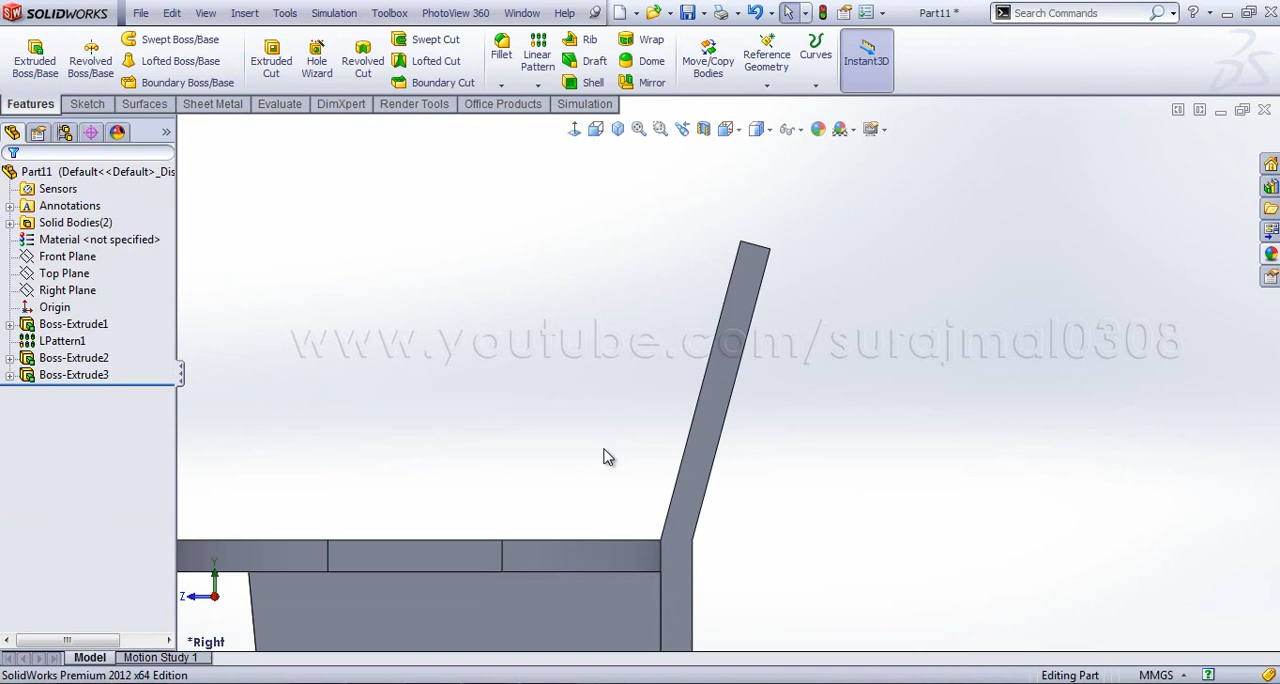 SOLIDWORKS File Edit View Insert Tools Simulation Toolbox PhotoView 360 Window Help Part11 * Search Commands
Extruded Boss/Base Revolved Boss/Base Swept Boss/Base Lofted Boss/Base Boundary Boss/Base Extruded Cut Hole Wizard Revolved Cut Swept Cut Lofted Cut Boundary Cut Fillet Linear Pattern Rib Draft Shell Wrap Dome Mirror Move/Copy Bodies Reference Geometry Curves Instant3D
Features Sketch Surfaces Sheet Metal Evaluate DimXpert Render Tools Office Products Simulation
Part11 (Default<<Default>_Dis
Sensors
Annotations
Solid Bodies(2)
Material <not specified>
Front Plane
Top Plane
Right Plane
Origin
Boss-Extrude1
LPattern1
Boss-Extrude2
Boss-Extrude3
www.youtube.com/surajmal0308
Y
Z
*Right
Model Motion Study 1
SolidWorks Premium 2012 x64 Edition Editing Part MMGS